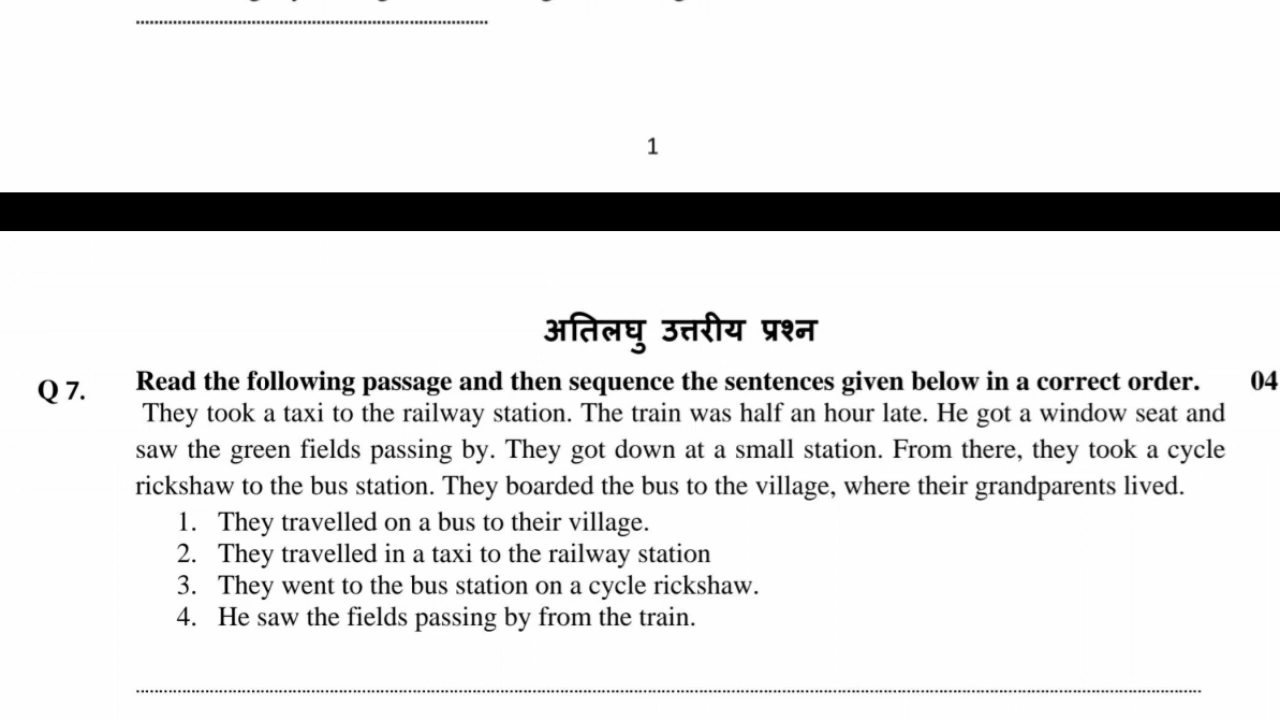 1
अतिलघु उत्तरीय प्रश्न
Q 7. Read the following passage and then sequence the sentences given below in a correct order. 04
They took a taxi to the railway station. The train was half an hour late. He got a window seat and
saw the green fields passing by. They got down at a small station. From there, they took a cycle
rickshaw to the bus station. They boarded the bus to the village, where their grandparents lived.
1. They travelled on a bus to their village.
2. They travelled in a taxi to the railway station
3. They went to the bus station on a cycle rickshaw.
4. He saw the fields passing by from the train.